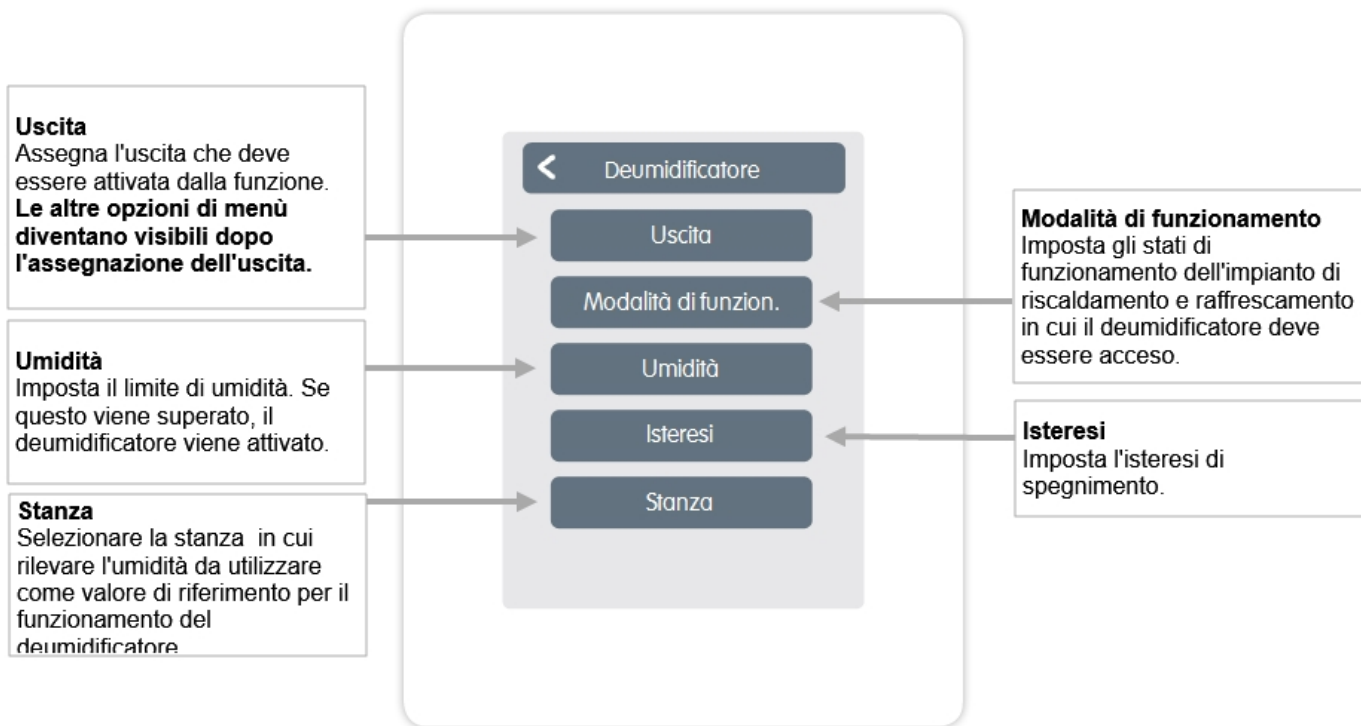 Uscita
Assegna l'uscita che deve
essere attivata dalla funzione.
Le altre opzioni di menù
diventano visibili dopo
l'assegnazione dell'uscita.
Umidità
Imposta il limite di umidità. Se
questo viene superato, il
deumidificatore viene attivato.
Stanza
Selezionare la stanza in cui
rilevare l'umidità da utilizzare
come valore di riferimento per il
funzionamento del
deumidificatore
Deumidificatore
Uscita
Modalità di funzion.
Umidità
Isteresi
Stanza
Modalità di funzionamento
Imposta gli stati di
funzionamento dell'impianto di
riscaldamento e raffrescamento
in cui il deumidificatore deve
essere acceso.
Isteresi
Imposta l'isteresi di
spegnimento.